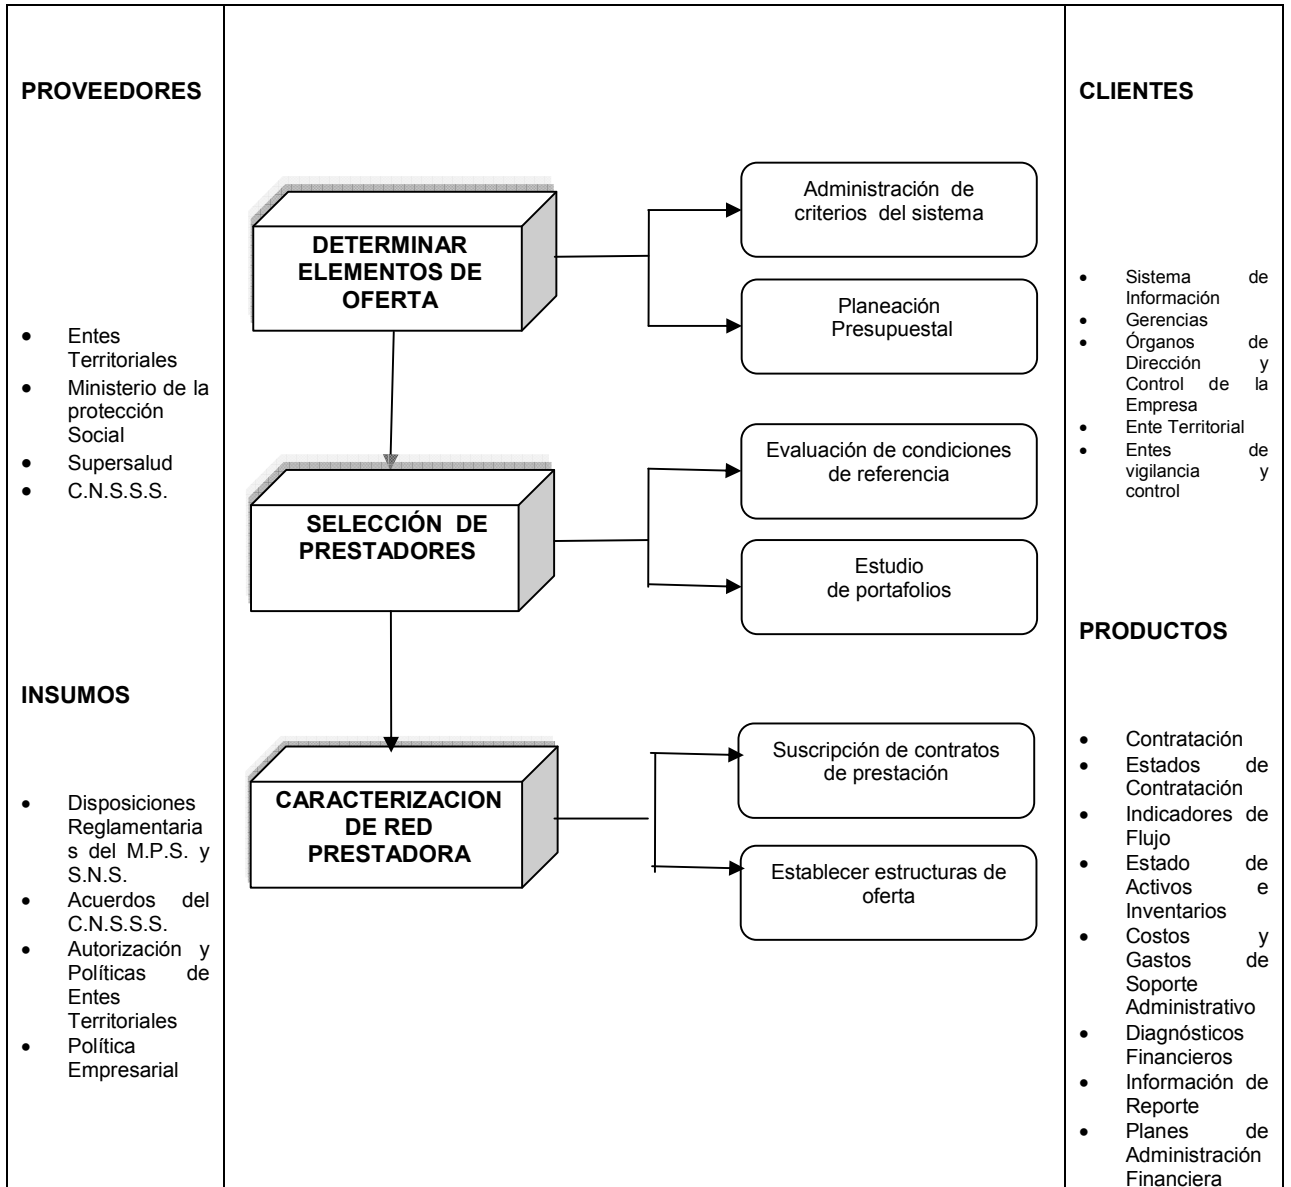 PROVEEDORES
• Entes
Territoriales
• Ministerio de la
protección
Social
• Supersalud
• C.N.S.S.S.
INSUMOS
• Disposiciones
Reglamentaria
s del M.P.S. y
S.N.S.
• Acuerdos del
C.N.S.S.S.
• Autorización y
Políticas de
Entes
Territoriales
• Política
Empresarial
DETERMINAR
ELEMENTOS DE
OFERTA
Administración de
criterios del sistema
Planeación
Presupuestal
SELECCIÓN DE
PRESTADORES
Evaluación de condiciones
de referencia
Estudio
de portafolios
CARACTERIZACION
DE RED
PRESTADORA
Suscripción de contratos
de prestación
Establecer estructuras de
oferta
CLIENTES
• Sistema de
Información
• Gerencias
• Órganos de
Dirección y
Control de la
Empresa
• Ente Territorial
• Entes de
vigilancia y
control
PRODUCTOS
• Contratación
• Estados de
Contratación
• Indicadores de
Flujo
• Estado de
Activos e
Inventarios
• Costos y
Gastos de
Soporte
Administrativo
• Diagnósticos
Financieros
• Información de
Reporte
• Planes de
Administración
Financiera